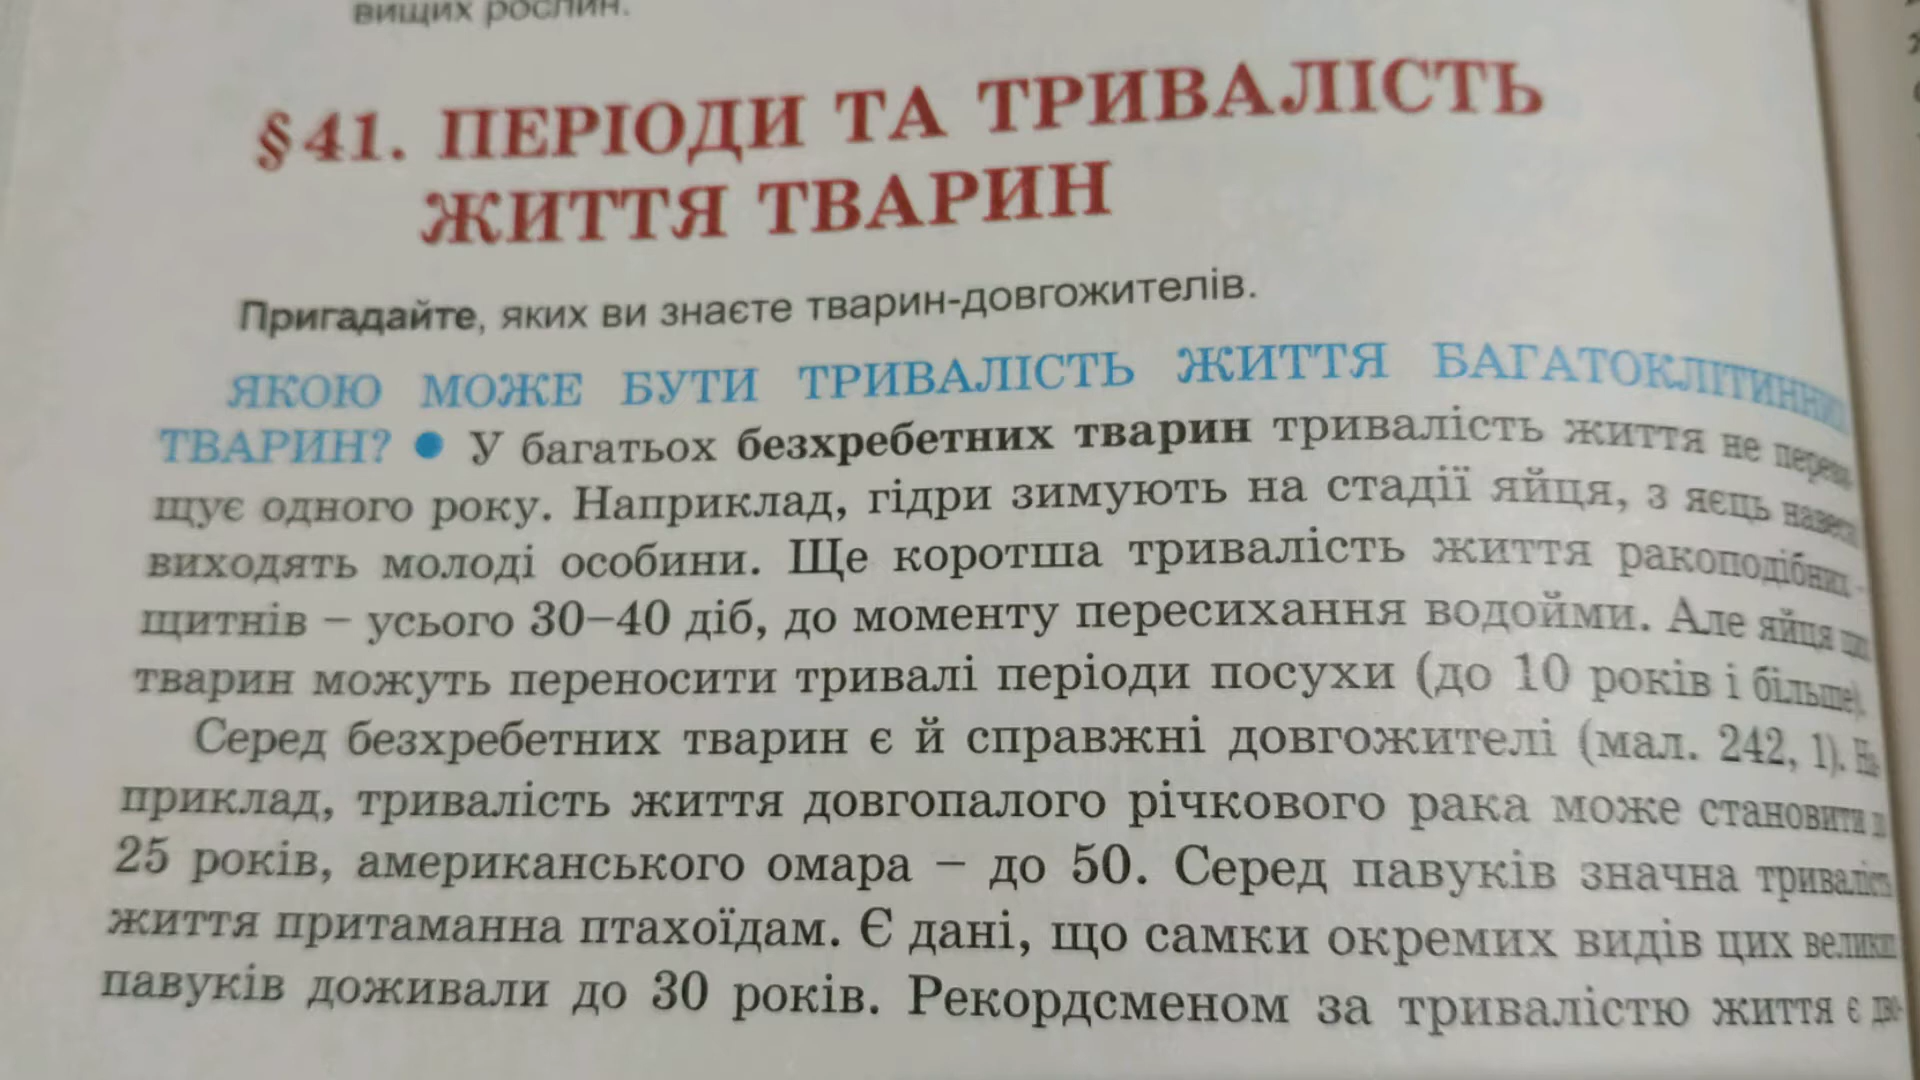 вищих рослин.
§ 41. ПЕРІОДИ ТА ТРИВАЛІСТЬ
ЖИТТЯ ТВАРИН
Пригадайте, яких ви знаєте тварин-довгожителів.
ЯКОЮ МОЖЕ БУТИ ТРИВАЛІСТЬ ЖИТТЯ БАГАТОКЛІТИННИХ
ТВАРИН? ● У багатьох безхребетних тварин тривалість життя не переви-
щує одного року. Наприклад, гідри зимують на стадії яйця, з яєць навесні
виходять молоді особини. Ще коротша тривалість життя ракоподібних -
щитнів – усього 30–40 діб, до моменту пересихання водойми. Але яйця цих
тварин можуть переносити тривалі періоди посухи (до 10 років і більше).
Серед безхребетних тварин є й справжні довгожителі (мал. 242, 1). На-
приклад, тривалість життя довгопалого річкового рака може становити до
25 років, американського омара – до 50. Серед павуків значна тривалість
життя притаманна птахоїдам. Є дані, що самки окремих видів цих великих
павуків доживали до 30 років. Рекордсменом за тривалістю життя є дво-